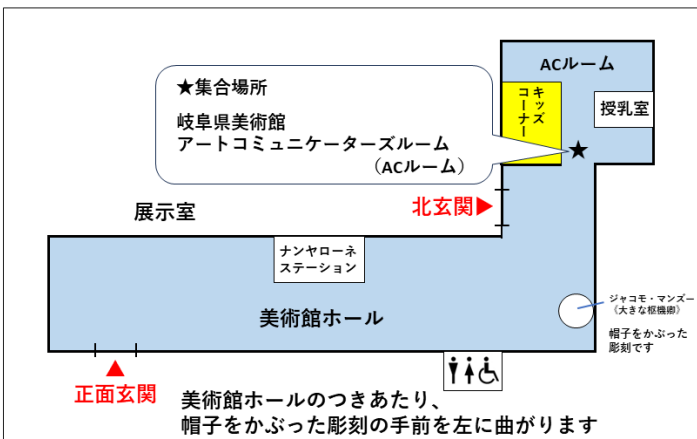 ACルーム
★集合場所
岐阜県美術館
アートコミュニケーターズルーム
(ACルーム)
キッズ
コーナー
授乳室
★
北玄関▶
展示室
ナンヤローネ
ステーション
美術館ホール
ジャコモ・マンズー
(大きな枢機卿)
帽子をかぶった
彫刻です
▲
正面玄関
美術館ホールのつきあたり、
帽子をかぶった彫刻の手前を左に曲がります